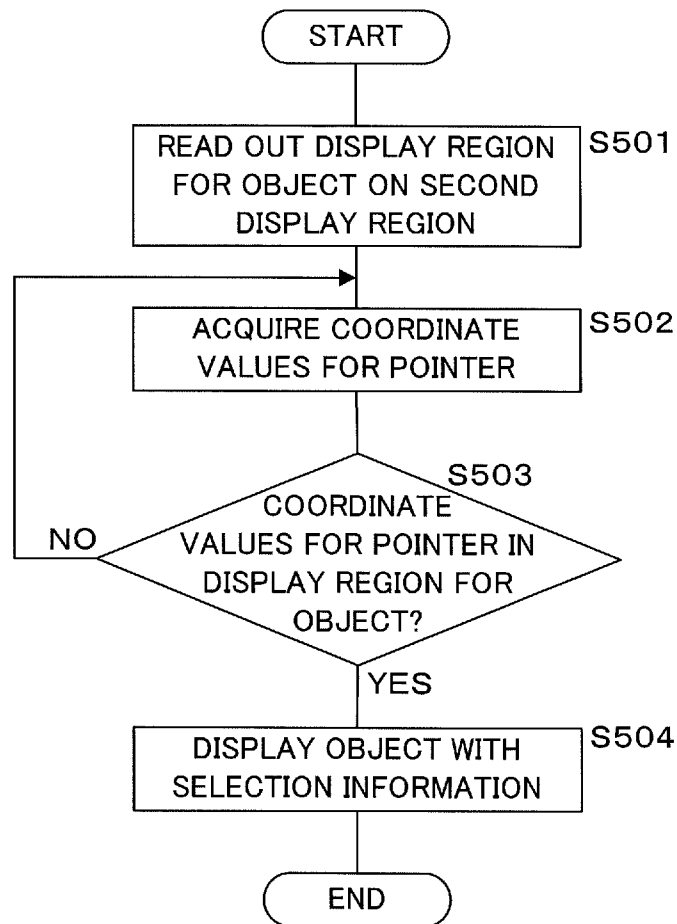 START
READ OUT DISPLAY REGION
FOR OBJECT ON SECOND
DISPLAY REGION
S501
ACQUIRE COORDINATE
VALUES FOR POINTER
S502
S503
COORDINATE
VALUES FOR POINTER IN
DISPLAY REGION FOR
OBJECT?
NO
YES
DISPLAY OBJECT WITH
SELECTION INFORMATION
S504
END